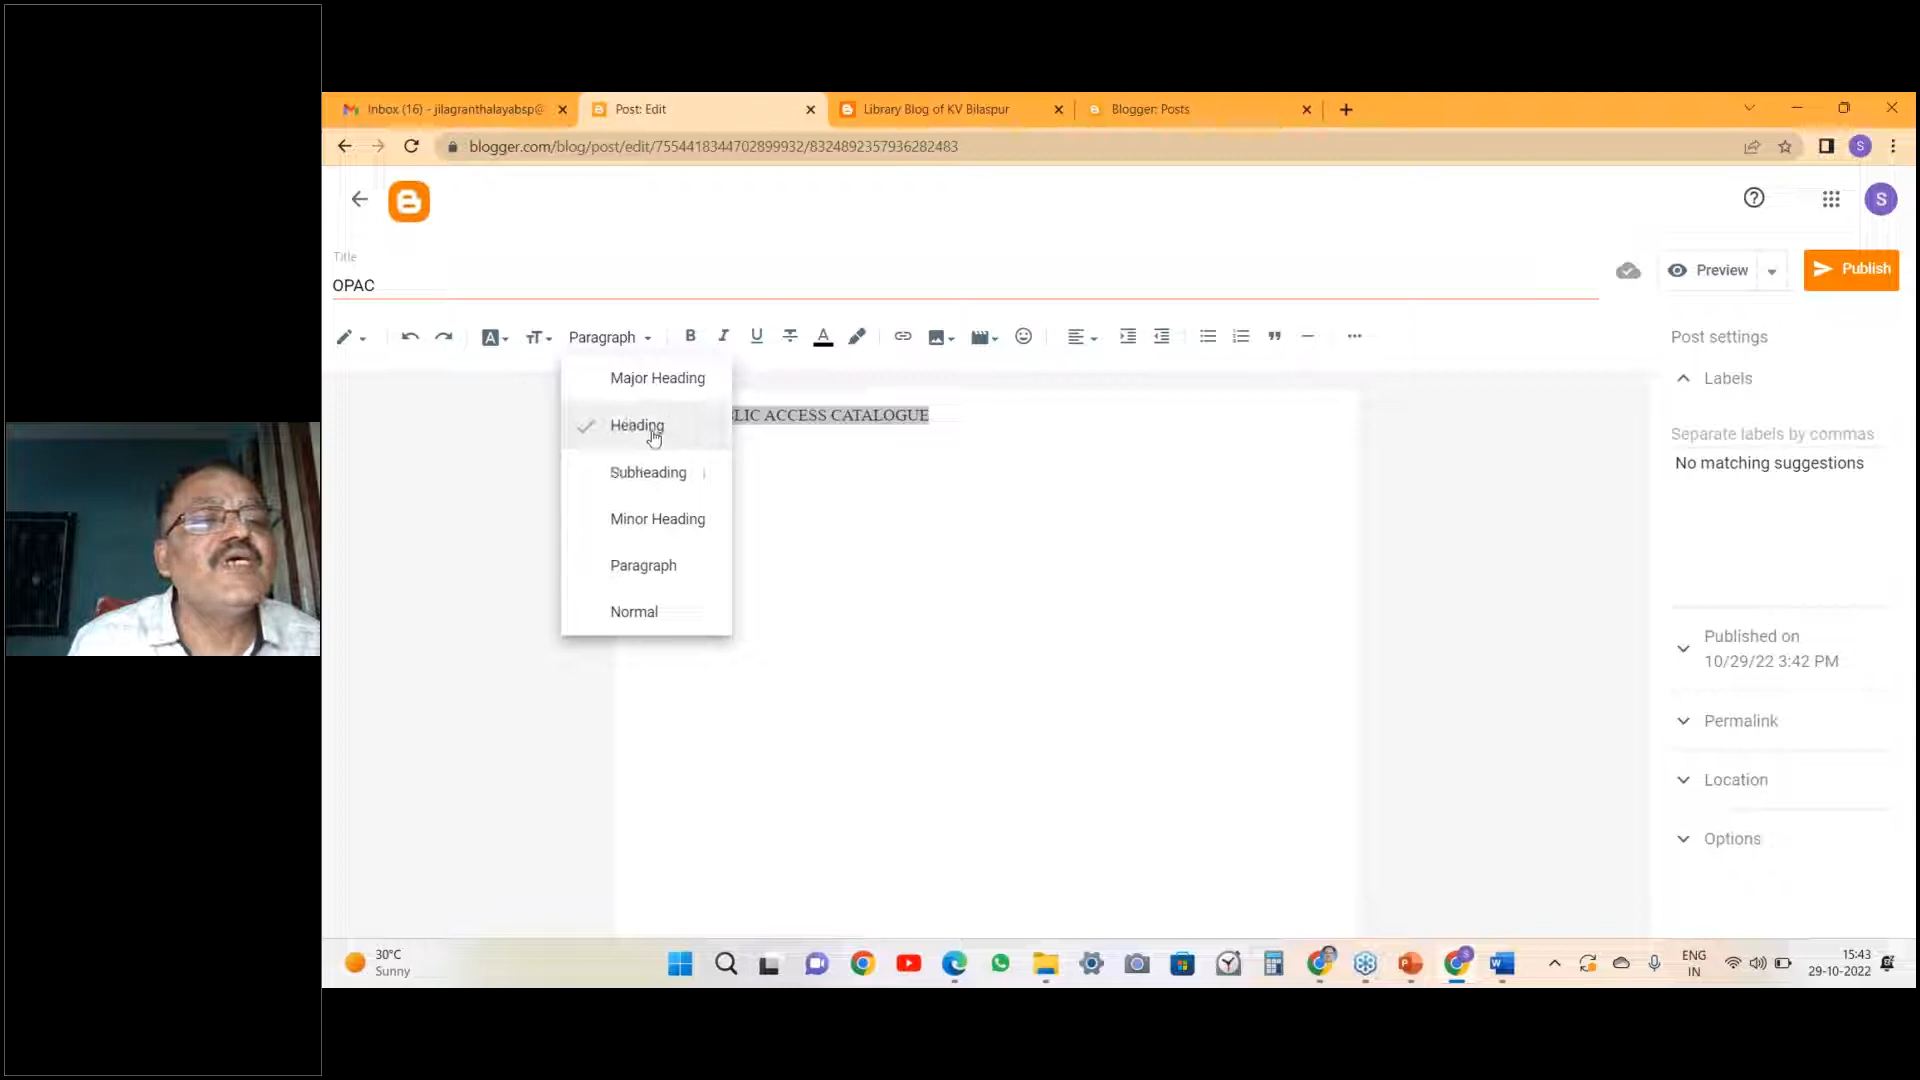 Inbox (16) - jilagranthalayabsp@
Post: Edit
Library Blog of KV Bilaspur
Blogger: Posts
blogger.com/blog/post/edit/7554418344702899932/8324892357936282483
S
S
Title
OPAC
Preview
Publish
Paragraph
B I U A
Post settings
Major Heading
Labels
LIC ACCESS CATALOGUE
Heading
Separate labels by commas
No matching suggestions
Subheading
Minor Heading
Paragraph
Normal
Published on
10/29/22 3:42 PM
Permalink
Location
Options
30°C
Sunny
ENG
IN
15:43
29-10-2022